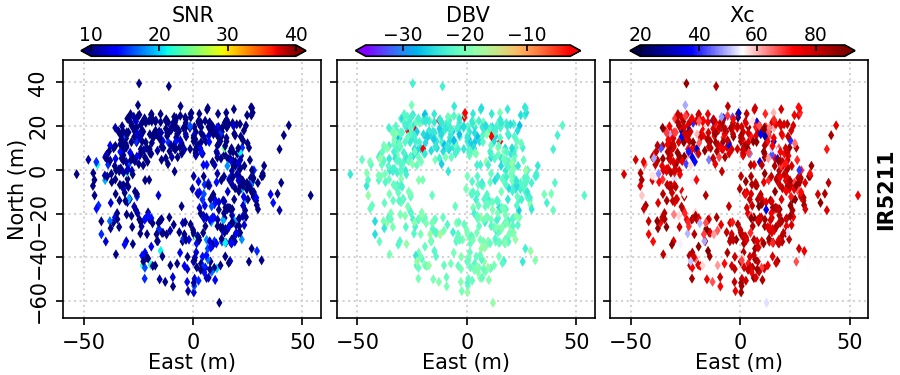 SNR DBV Xc
10 20 30 40 −30 −20 −10 20 40 60 80
40
20
0
−20
−40
−60
North (m)
−50 0 50 −50 0 50 −50 0 50
East (m) East (m) East (m)
IR5211